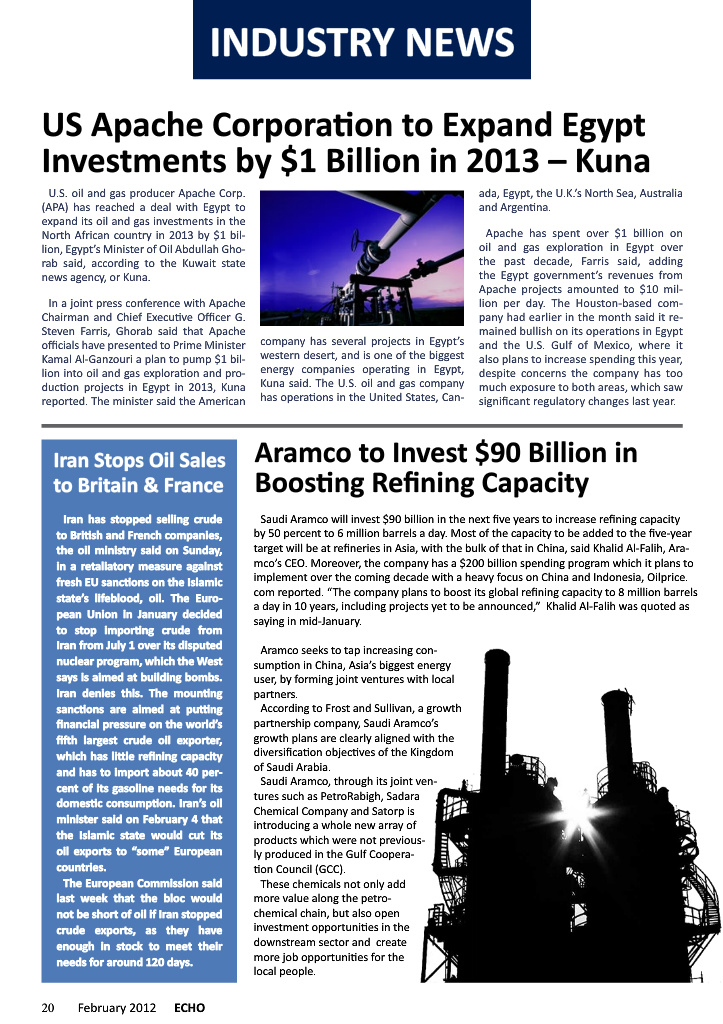 INDUSTRY NEWS
US Apache Corporation to Expand Egypt
Investments by $1 Billion in 2013 – Kuna
U.S. oil and gas producer Apache Corp.
(APA) has reached a deal with Egypt to
expand its oil and gas investments in the
North African country in 2013 by $1 bil-
lion, Egypt's Minister of Oil Abdullah Gho-
rab said, according to the Kuwait state
news agency, or Kuna.
In a joint press conference with Apache
Chairman and Chief Executive Officer G.
Steven Farris, Ghorab said that Apache
officials have presented to Prime Minister
Kamal Al-Ganzouri a plan to pump $1 bil-
lion into oil and gas exploration and pro-
duction projects in Egypt in 2013, Kuna
reported. The minister said the American
company has several projects in Egypt's
western desert, and is one of the biggest
energy companies operating in Egypt,
Kuna said. The U.S. oil and gas company
has operations in the United States, Can-
ada, Egypt, the U.K.'s North Sea, Australia
and Argentina.
Apache has spent over $1 billion on
oil and gas exploration in Egypt over
the past decade, Farris said, adding
the Egypt government's revenues from
Apache projects amounted to $10 mil-
lion per day. The Houston-based com-
pany had earlier in the month said it re-
mained bullish on its operations in Egypt
and the U.S. Gulf of Mexico, where it
also plans to increase spending this year,
despite concerns the company has too
much exposure to both areas, which saw
significant regulatory changes last year.
Iran Stops Oil Sales
to Britain & France
Iran has stopped selling crude
to British and French companies,
the oil ministry said on Sunday,
in a retaliatory measure against
fresh EU sanctions on the Islamic
state's lifeblood, oil. The Euro-
pean Union in January decided
to stop importing crude from
Iran from July 1 over its disputed
nuclear program, which the West
says is aimed at building bombs.
Iran denies this. The mounting
sanctions are aimed at putting
financial pressure on the world's
fifth largest crude oil exporter,
which has little refining capacity
and has to import about 40 per-
cent of its gasoline needs for its
domestic consumption. Iran's oil
minister said on February 4 that
the Islamic state would cut its
oil exports to "some" European
countries.
The European Commission said
last week that the bloc would
not be short of oil if Iran stopped
crude exports, as they have
enough in stock to meet their
needs for around 120 days.
Aramco to Invest $90 Billion in
Boosting Refining Capacity
Saudi Aramco will invest $90 billion in the next five years to increase refining capacity
by 50 percent to 6 million barrels a day. Most of the capacity to be added to the five-year
target will be at refineries in Asia, with the bulk of that in China, said Khalid Al-Falih, Ara-
mco's CEO. Moreover, the company has a $200 billion spending program which it plans to
implement over the coming decade with a heavy focus on China and Indonesia, Oilprice.
com reported. "The company plans to boost its global refining capacity to 8 million barrels
a day in 10 years, including projects yet to be announced," Khalid Al-Falih was quoted as
saying in mid-January.
Aramco seeks to tap increasing con-
sumption in China, Asia's biggest energy
user, by forming joint ventures with local
partners.
According to Frost and Sullivan, a growth
partnership company, Saudi Aramco's
growth plans are clearly aligned with the
diversification objectives of the Kingdom
of Saudi Arabia.
Saudi Aramco, through its joint ven-
tures such as PetroRabigh, Sadara
Chemical Company and Satorp is
introducing a whole new array of
products which were not previous-
ly produced in the Gulf Coopera-
tion Council (GCC).
These chemicals not only add
more value along the petro-
chemical chain, but also open
investment opportunities in the
downstream sector and create
more job opportunities for the
local people.
20 February 2012 ECHO